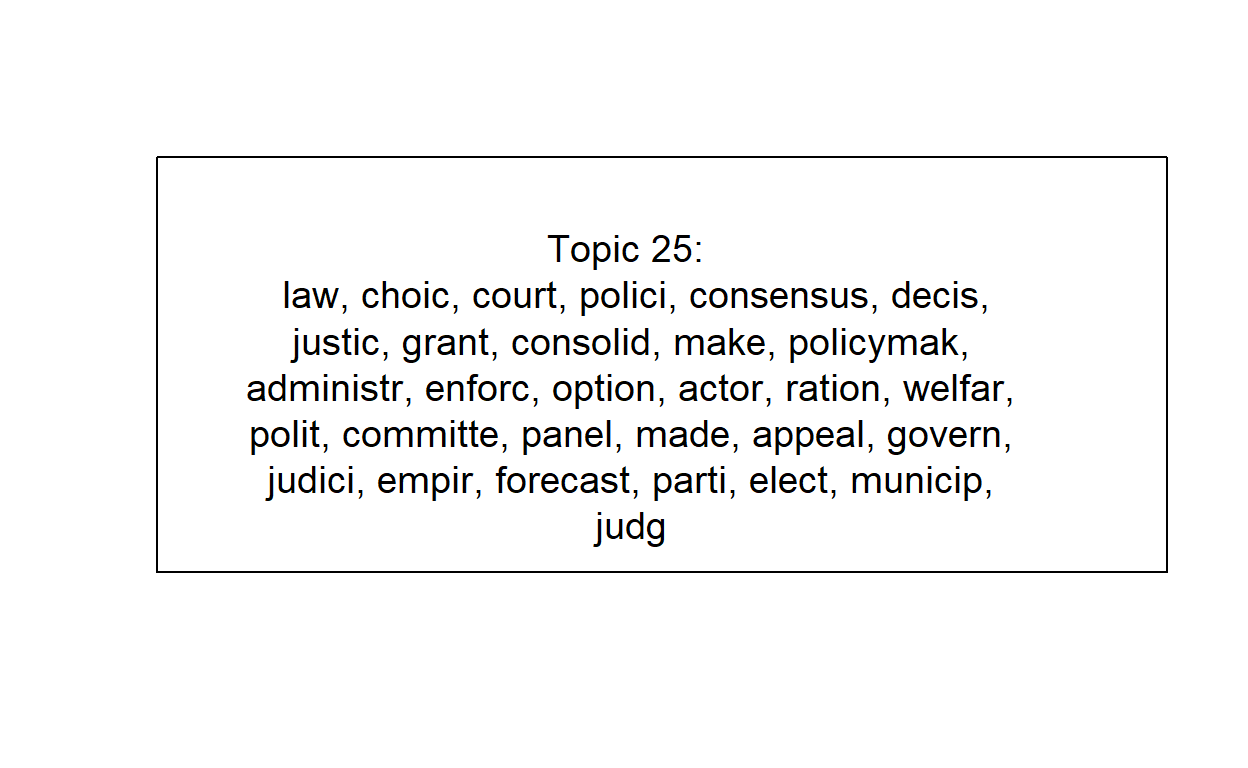 Topic 25:
law, choic, court, polici, consensus, decis,
justic, grant, consolid, make, policymak,
administr, enforc, option, actor, ration, welfar,
polit, committe, panel, made, appeal, govern,
judici, empir, forecast, parti, elect, municip,
judg